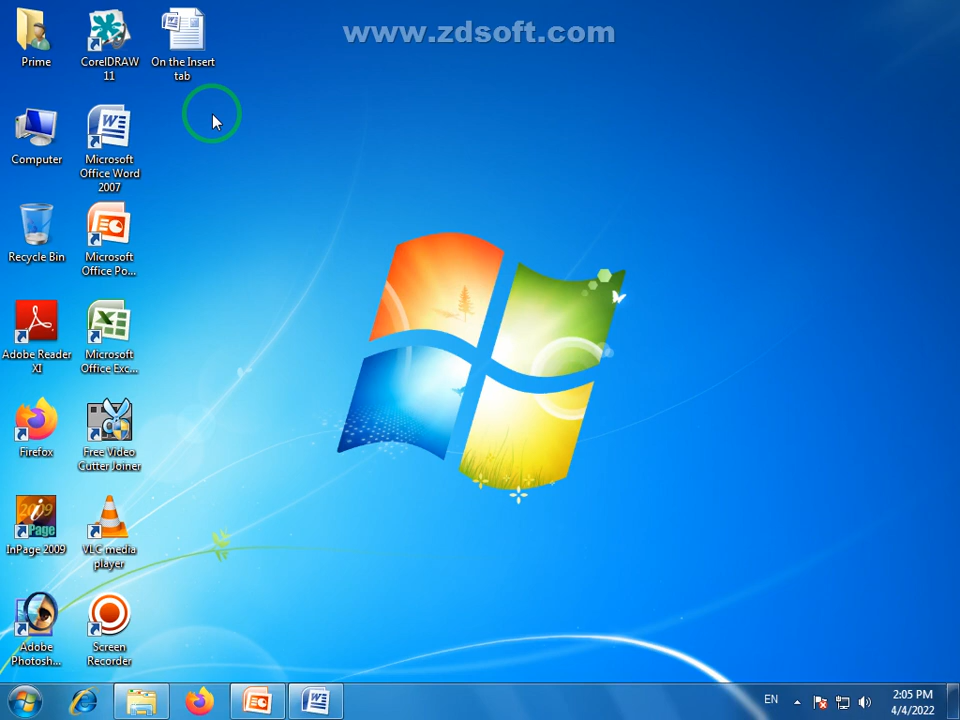 www.zdsoft.com
Prime
CorelDRAW
11
On the Insert
tab
Computer
Microsoft
Office Word
2007
Recycle Bin
Microsoft
Office Po...
Adobe Reader
XI
Microsoft
Office Exc...
Firefox
Free Video
Cutter Joiner
2009
Page
InPage 2009
VLC media
player
Adobe
Photosh...
Screen
Recorder
EN
2:05 PM
4/4/2022